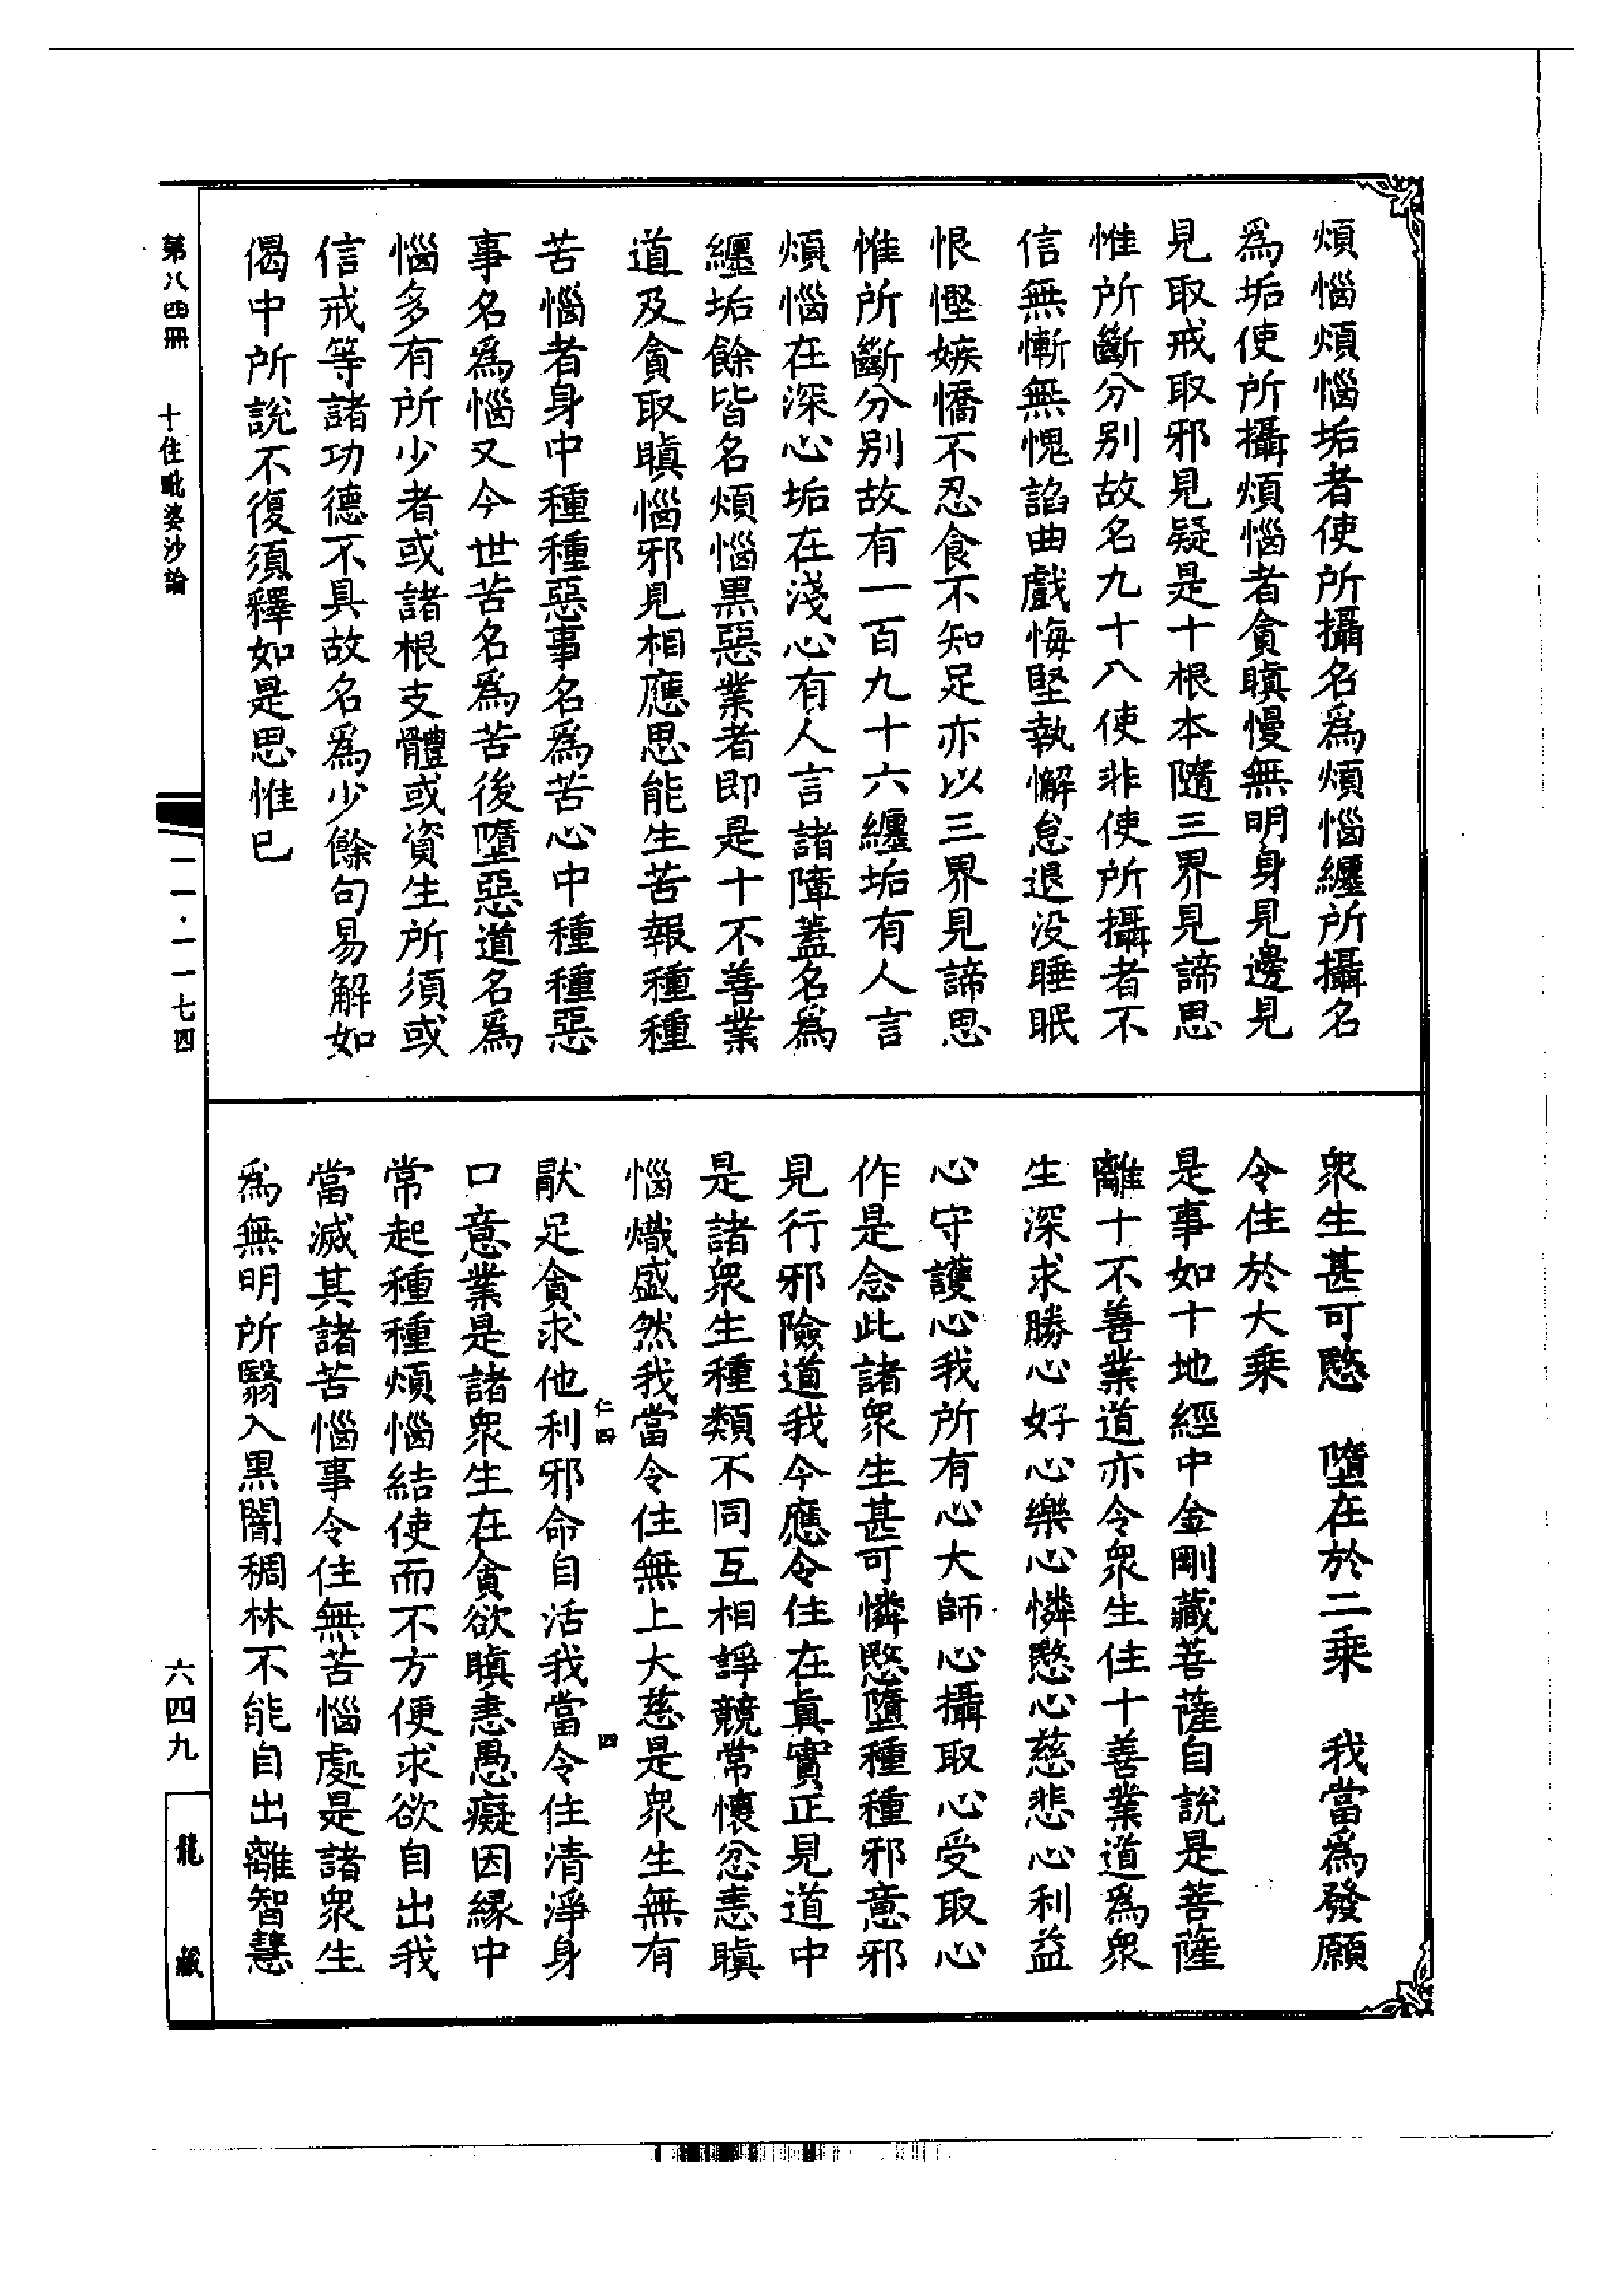 煩惱煩惱垢者使所攝名爲煩惱纏所攝名
爲垢使所攝煩惱者貪瞋慢無明身見邊見
見取戒取邪見疑是十根本隨三界見諦思
惟所斷分别故名九十八使非使所攝者不
信無慚無愧諂曲戲悔堅執懈怠退没睡眠
恨慳嫉憍不忍食不知足亦以三界見諦思
惟所斷分别故有一百九十六纏垢有人言
煩惱在深心垢在淺心有人言諸障蓋名爲
纏垢餘皆名煩惱黑惡業者即是十不善業
道及貪取瞋惱邪見相應思能生苦報種種
苦惱者身中種種惡事名爲苦心中種種惡
事名爲惱又今世苦名爲苦後墮惡道名爲
惱多有所少者或諸根支體或資生所須或
信戒等諸功德不具故名爲少餘句易解如
偈中所説不復須釋如是思惟已
衆生甚可愍　墮在於二乘　我當爲發願
令住於大乘
是事如十地經中金剛藏菩薩自説是菩薩
離十不善業道亦令衆生住十善業道爲衆
生深求勝心好心樂心憐愍心慈悲心利益
心守護心我所有心大師心攝取心受取心
作是念此諸衆生甚可憐愍墮種種邪意邪
見行邪險道我今應令住在真實正見道中
是諸衆生種類不同互相諍競常懷忿恚瞋
惱熾盛然我當令住無上大慈是衆生無有
猒足貪求他利邪命自活我當令住清淨身
仁四
四
口意業是諸衆生在貪欲瞋恚愚癡因緣中
常起種種煩惱結使而不方便求欲自出我
當滅其諸苦惱事令住無苦惱處是諸衆生
爲無明所翳入黑闇稠林不能自出離智慧
第八四冊　十住毗婆沙論
一一·一一七四
六四九
龍藏